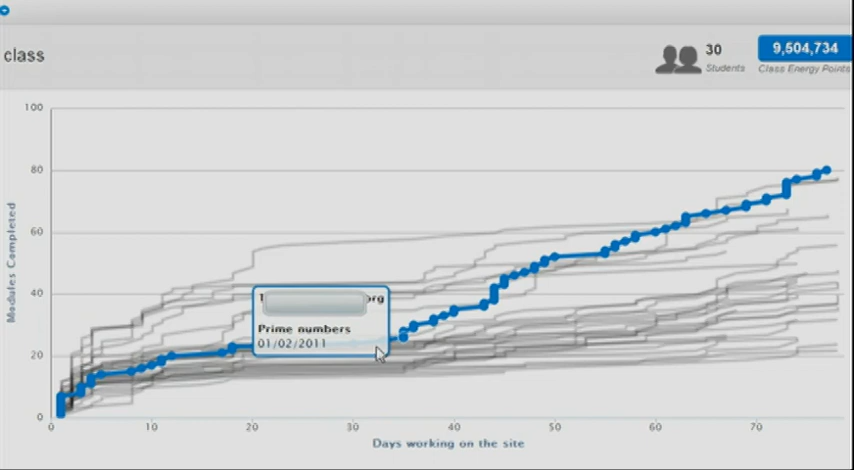 class
30
Students
9,504,734
Class Energy Points
100
80
60
40
20
0
Modules Completed
org
Prime numbers
01/02/2011
0
10
20
30
40
50
60
70
Days working on the site